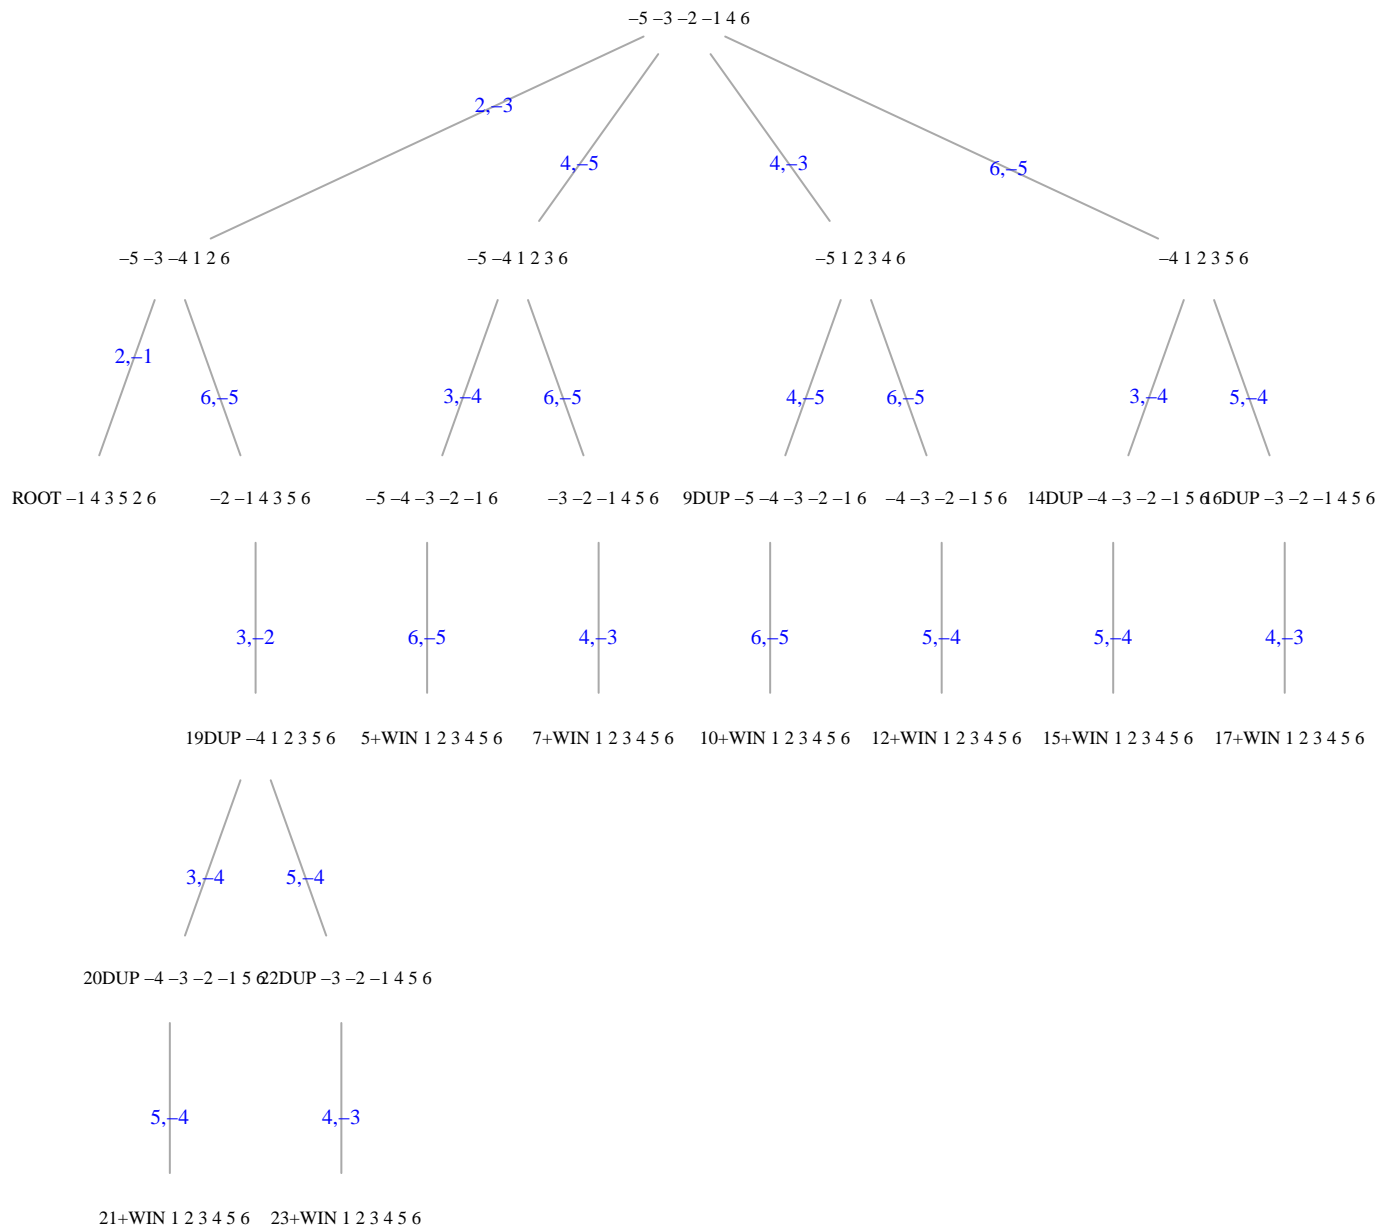 –5 –3 –2 –1 4 6
2,–3
4,–5
4,–3
6,–5
–5 –3 –4 1 2 6
–5 –4 1 2 3 6
–5 1 2 3 4 6
–4 1 2 3 5 6
2,–1
6,–5
3,–4
6,–5
4,–5
6,–5
3,–4
5,–4
ROOT –1 4 3 5 2 6
–2 –1 4 3 5 6
–5 –4 –3 –2 –1 6
–3 –2 –1 4 5 6
9DUP –5 –4 –3 –2 –1 6
–4 –3 –2 –1 5 6
14DUP –4 –3 –2 –1 5 6
16DUP –3 –2 –1 4 5 6
3,–2
6,–5
4,–3
6,–5
5,–4
5,–4
4,–3
19DUP –4 1 2 3 5 6
5+WIN 1 2 3 4 5 6
7+WIN 1 2 3 4 5 6
10+WIN 1 2 3 4 5 6
12+WIN 1 2 3 4 5 6
15+WIN 1 2 3 4 5 6
17+WIN 1 2 3 4 5 6
3,–4
5,–4
20DUP –4 –3 –2 –1 5 6
22DUP –3 –2 –1 4 5 6
5,–4
4,–3
21+WIN 1 2 3 4 5 6
23+WIN 1 2 3 4 5 6